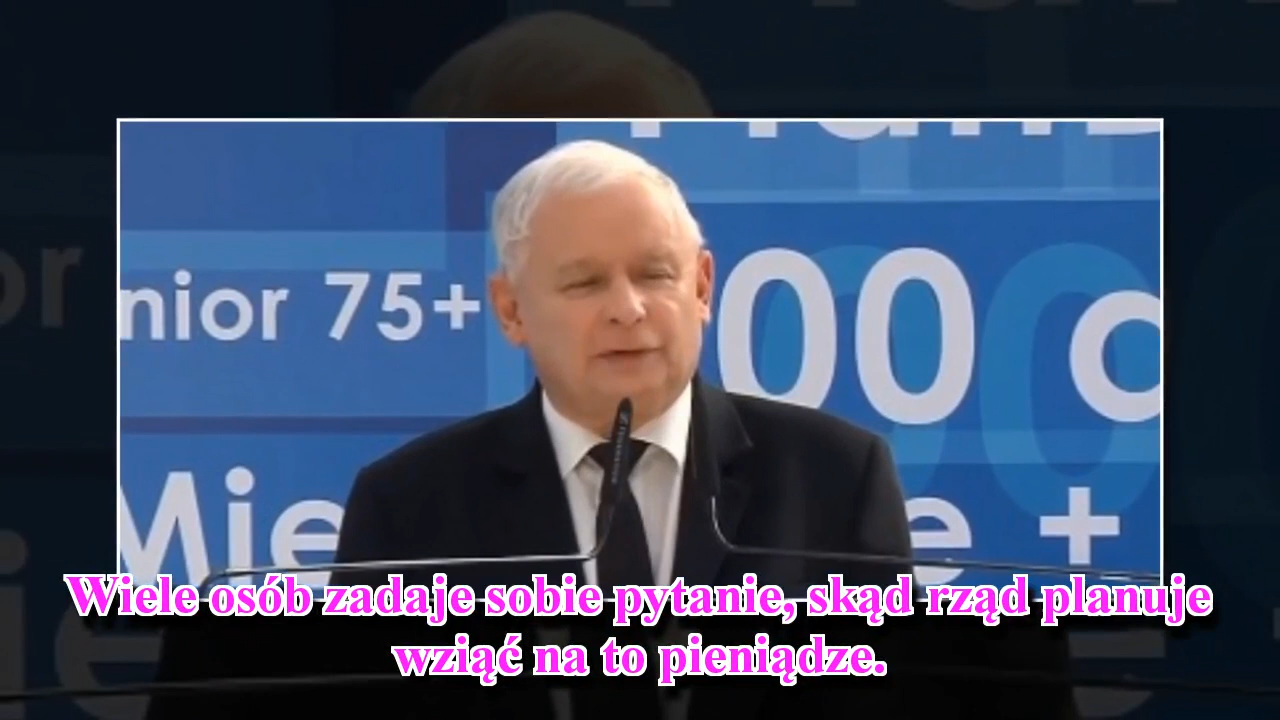 nior 75+
00
Mie
e +
Wiele osób zadaje sobie pytanie, skąd rząd planuje
wziąć na to pieniądze.